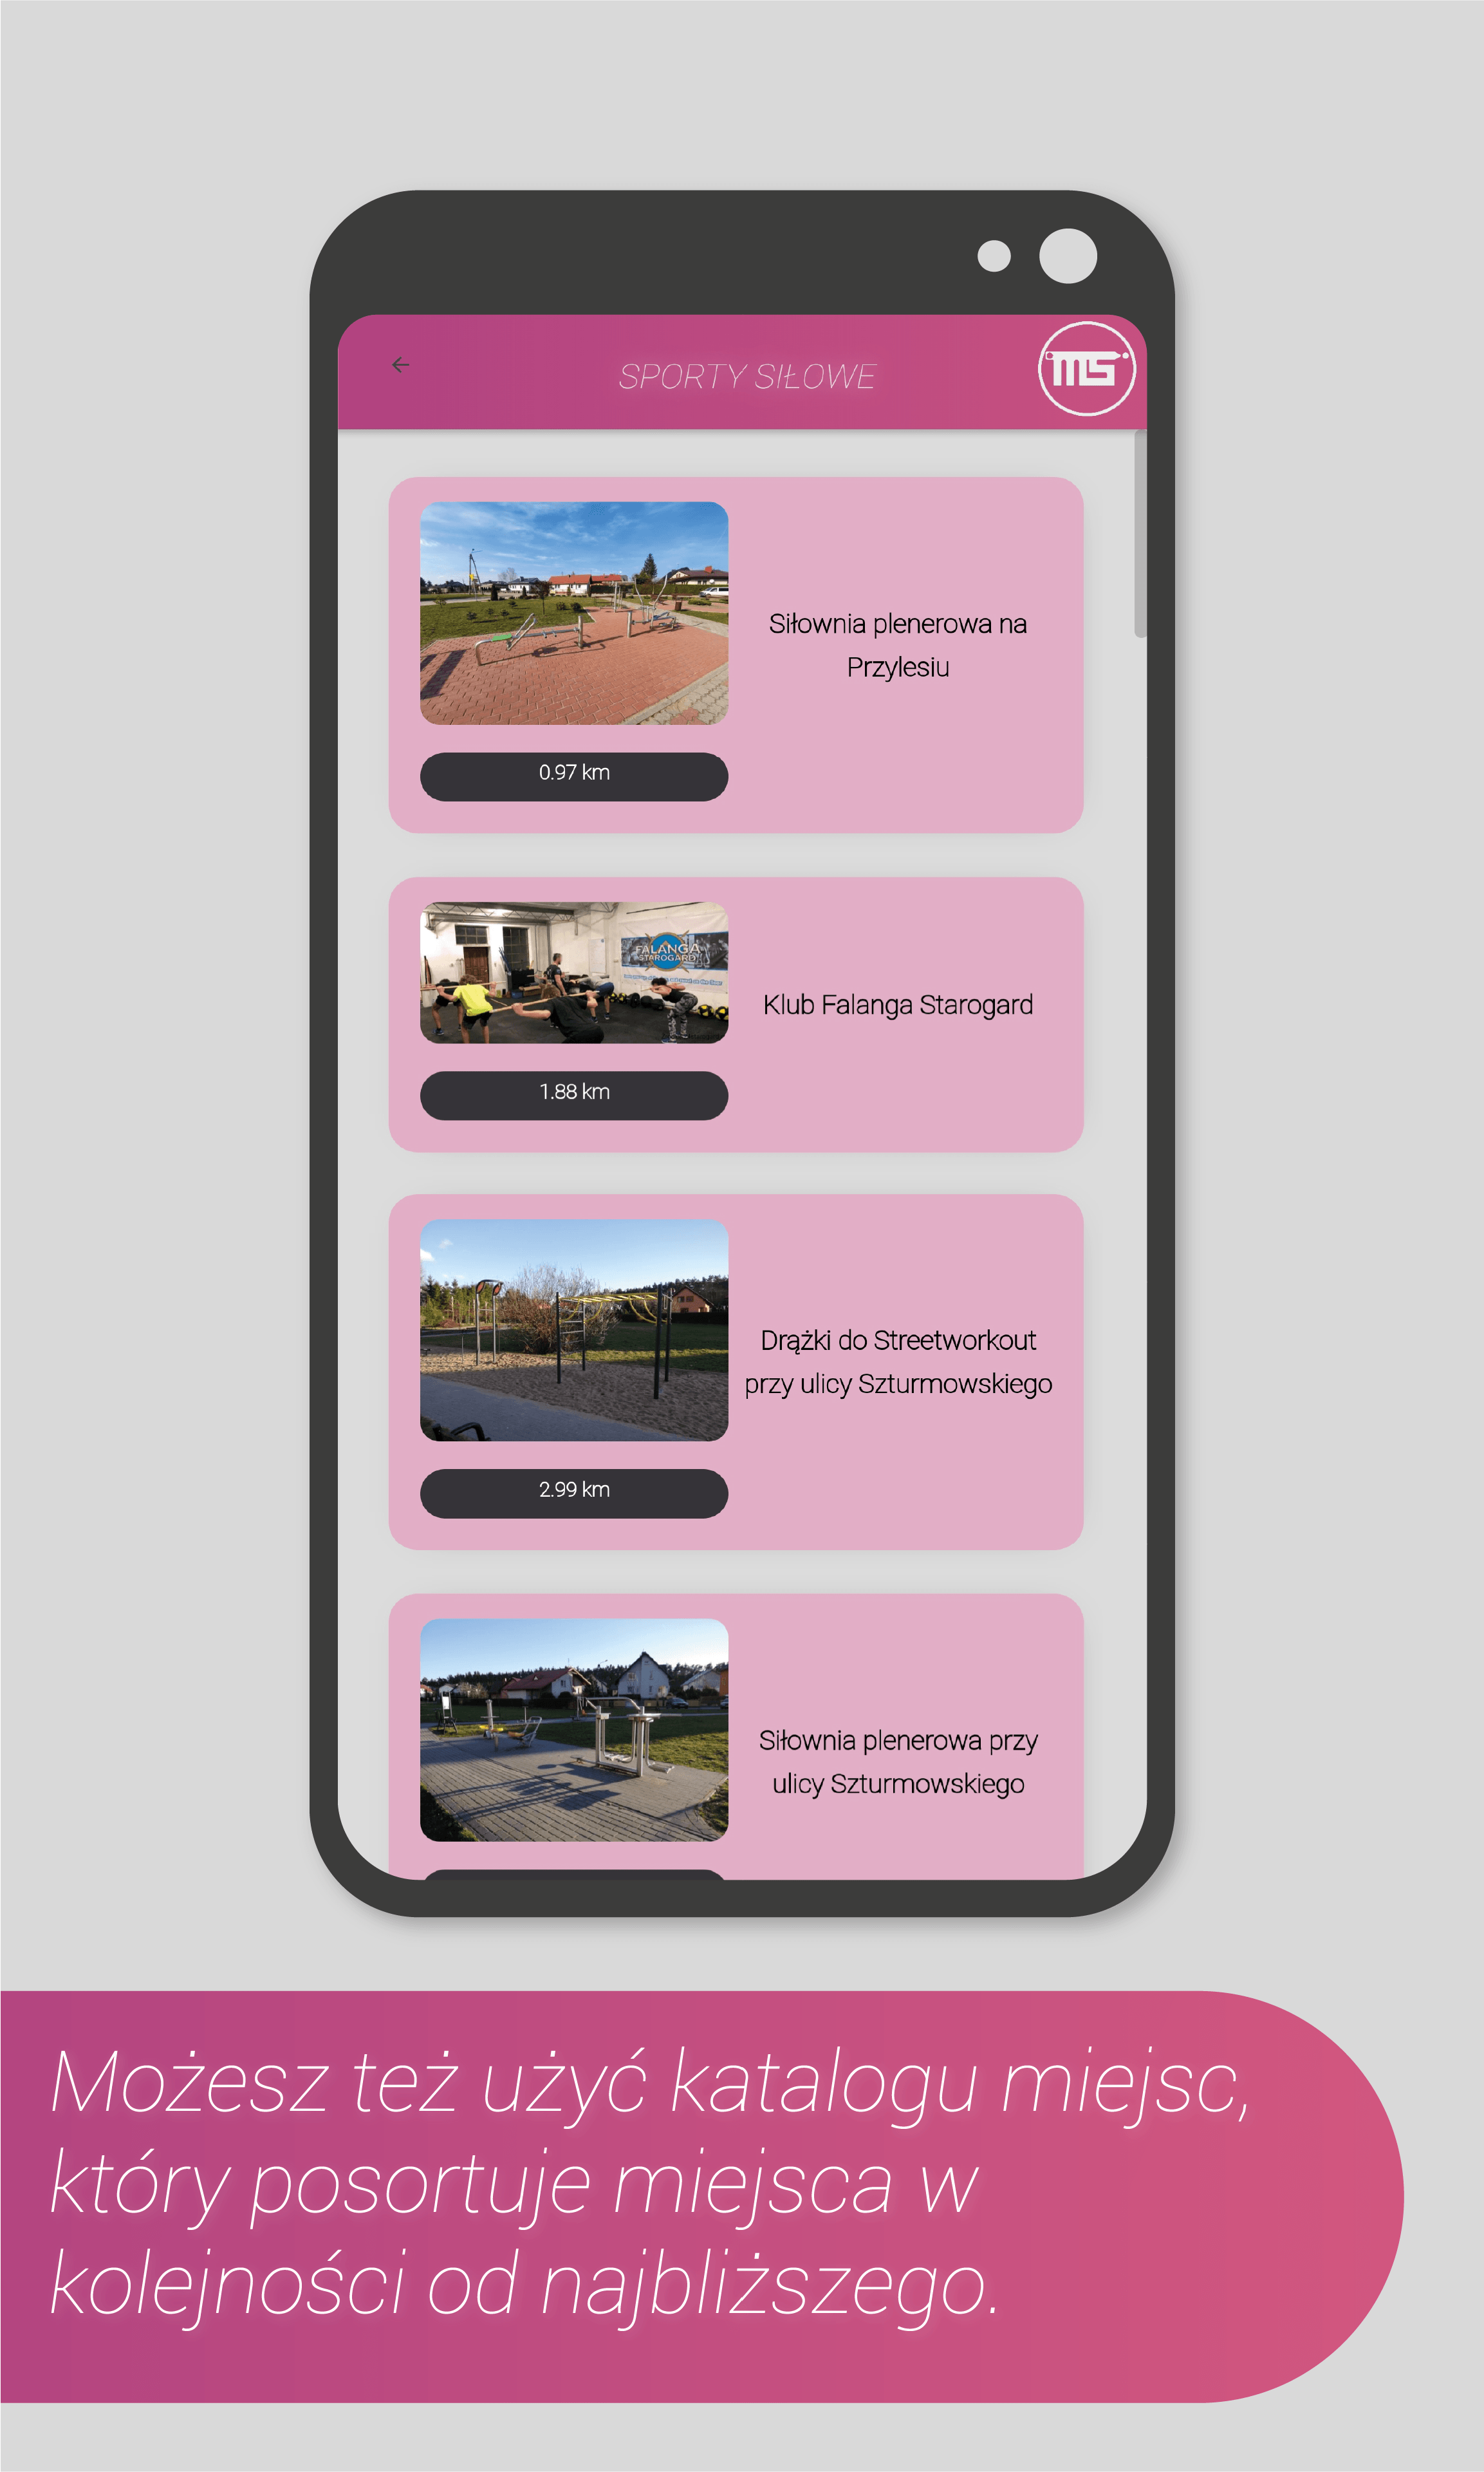 SPORTY SIŁOWE
MS
Siłownia plenerowa na
Przylesiu
0.97 km
FALANGA
STAROGARD
Klub Falanga Starogard
1.88 km
Drążki do Streetworkout
przy ulicy Szturmowskiego
2.99 km
Siłownia plenerowa przy
ulicy Szturmowskiego
Możesz też użyć katalogu miejsc,
który posortuje miejsca w
kolejności od najbliższego.